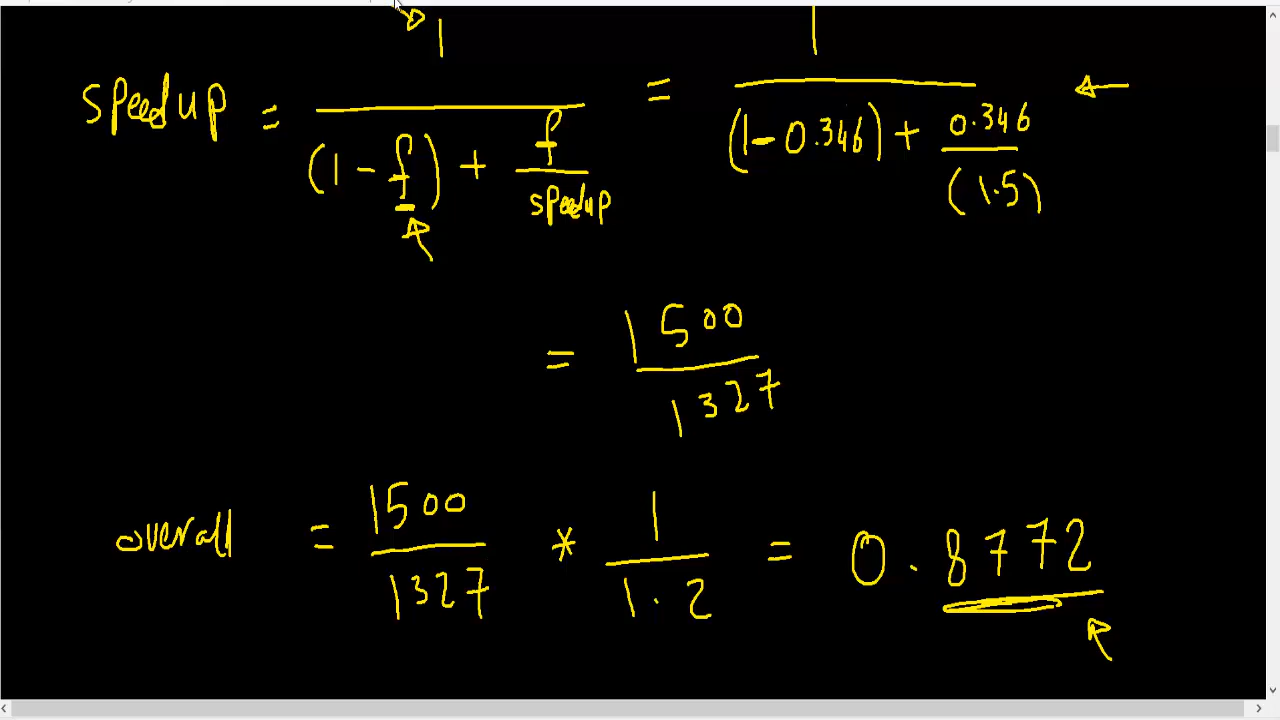 speedup = 1 / (1 - f) + f / speedup = 1 / (1 - 0.346) + 0.346 / (1.5)
= 1500 / 1327
overall = 1500 / 1327 * 1 / 1.2 = 0.8772